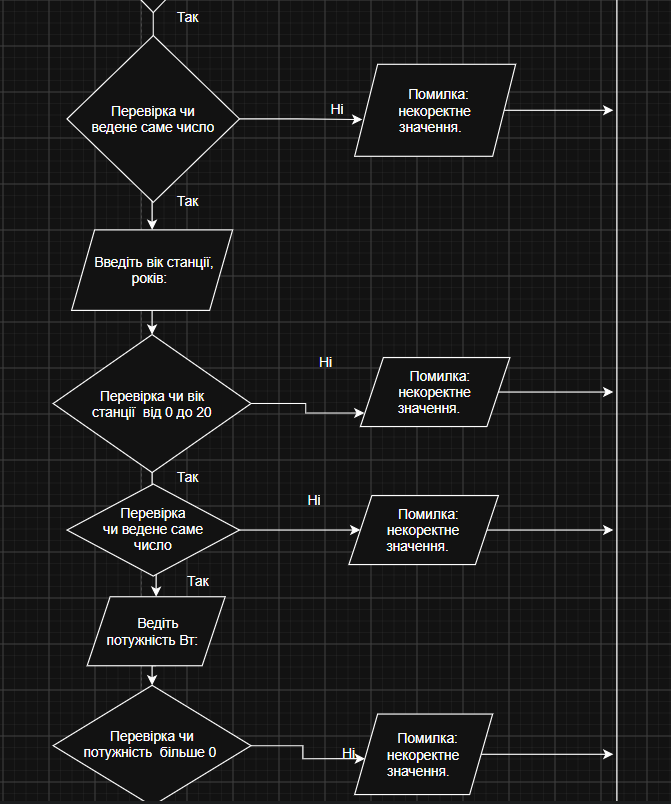 Так
Перевірка чи
ведене саме число
Ні
Помилка:
некоректне
значення.
Так
Введіть вік станції,
років:
Перевірка чи вік
станції від 0 до 20
Ні
Помилка:
некоректне
значення.
Так
Перевірка
чи ведене саме
число
Ні
Помилка:
некоректне
значення.
Так
Ведіть
потужність Вт:
Перевірка чи
потужність більше 0
Ні
Помилка:
некоректне
значення.